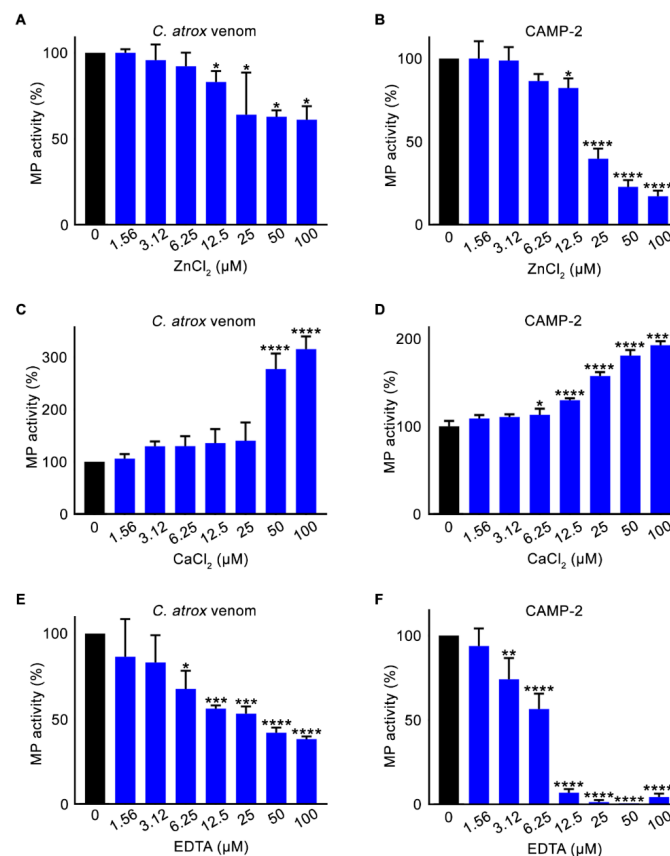 A
C. atrox venom
MP activity (%)
100
50
0
* * * *
0 1.56 3.12 6.25 12.5 25 50 100
ZnCl2 (µM)
B
CAMP-2
MP activity (%)
100
50
0
* **** **** ****
0 1.56 3.12 6.25 12.5 25 50 100
ZnCl2 (µM)
C
C. atrox venom
MP activity (%)
300
200
100
0
**** ****
0 1.56 3.12 6.25 12.5 25 50 100
CaCl2 (µM)
D
CAMP-2
MP activity (%)
200
100
0
* **** **** **** ***
0 1.56 3.12 6.25 12.5 25 50 100
CaCl2 (µM)
E
C. atrox venom
MP activity (%)
100
50
0
* *** *** **** ****
0 1.56 3.12 6.25 12.5 25 50 100
EDTA (µM)
F
CAMP-2
MP activity (%)
100
50
0
** **** **** **** **** ****
0 1.56 3.12 6.25 12.5 25 50 100
EDTA (µM)